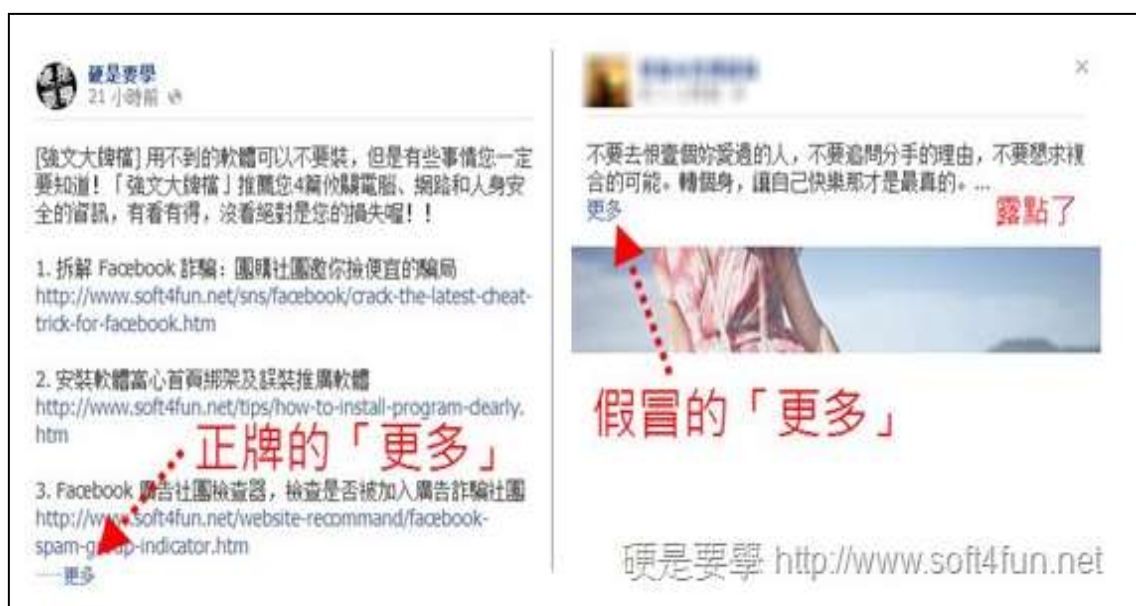 硬是要學
21 小時前
[強文大牌檔] 用不到的軟體可以不要裝，但是有些事情您一定
要知道！「強文大牌檔」推薦您4篇攸關電腦、網路和人身安
全的資訊，有看有得，沒看絕對是您的損失喔！！
1. 拆解 Facebook 詐騙：團購社團邀你撿便宜的騙局
http://www.soft4fun.net/sns/facebook/crack-the-latest-cheat-
trick-for-facebook.htm
2. 安裝軟體當心首頁綁架及誤裝推廣軟體
http://www.soft4fun.net/tips/how-to-install-program-clearly.
htm
正牌的「更多」
3. Facebook 廣告社團檢查器，檢查是否被加入廣告詐騙社團
http://www.soft4fun.net/website-recommand/facebook-
spam-group-indicator.htm
……更多
不要去恨壹個妳愛過的人，不要追問分手的理由，不要懇求複
合的可能。轉個身，讓自己快樂那才是最真的。...
更多
露點了
假冒的「更多」
硬是要學 http://www.soft4fun.net